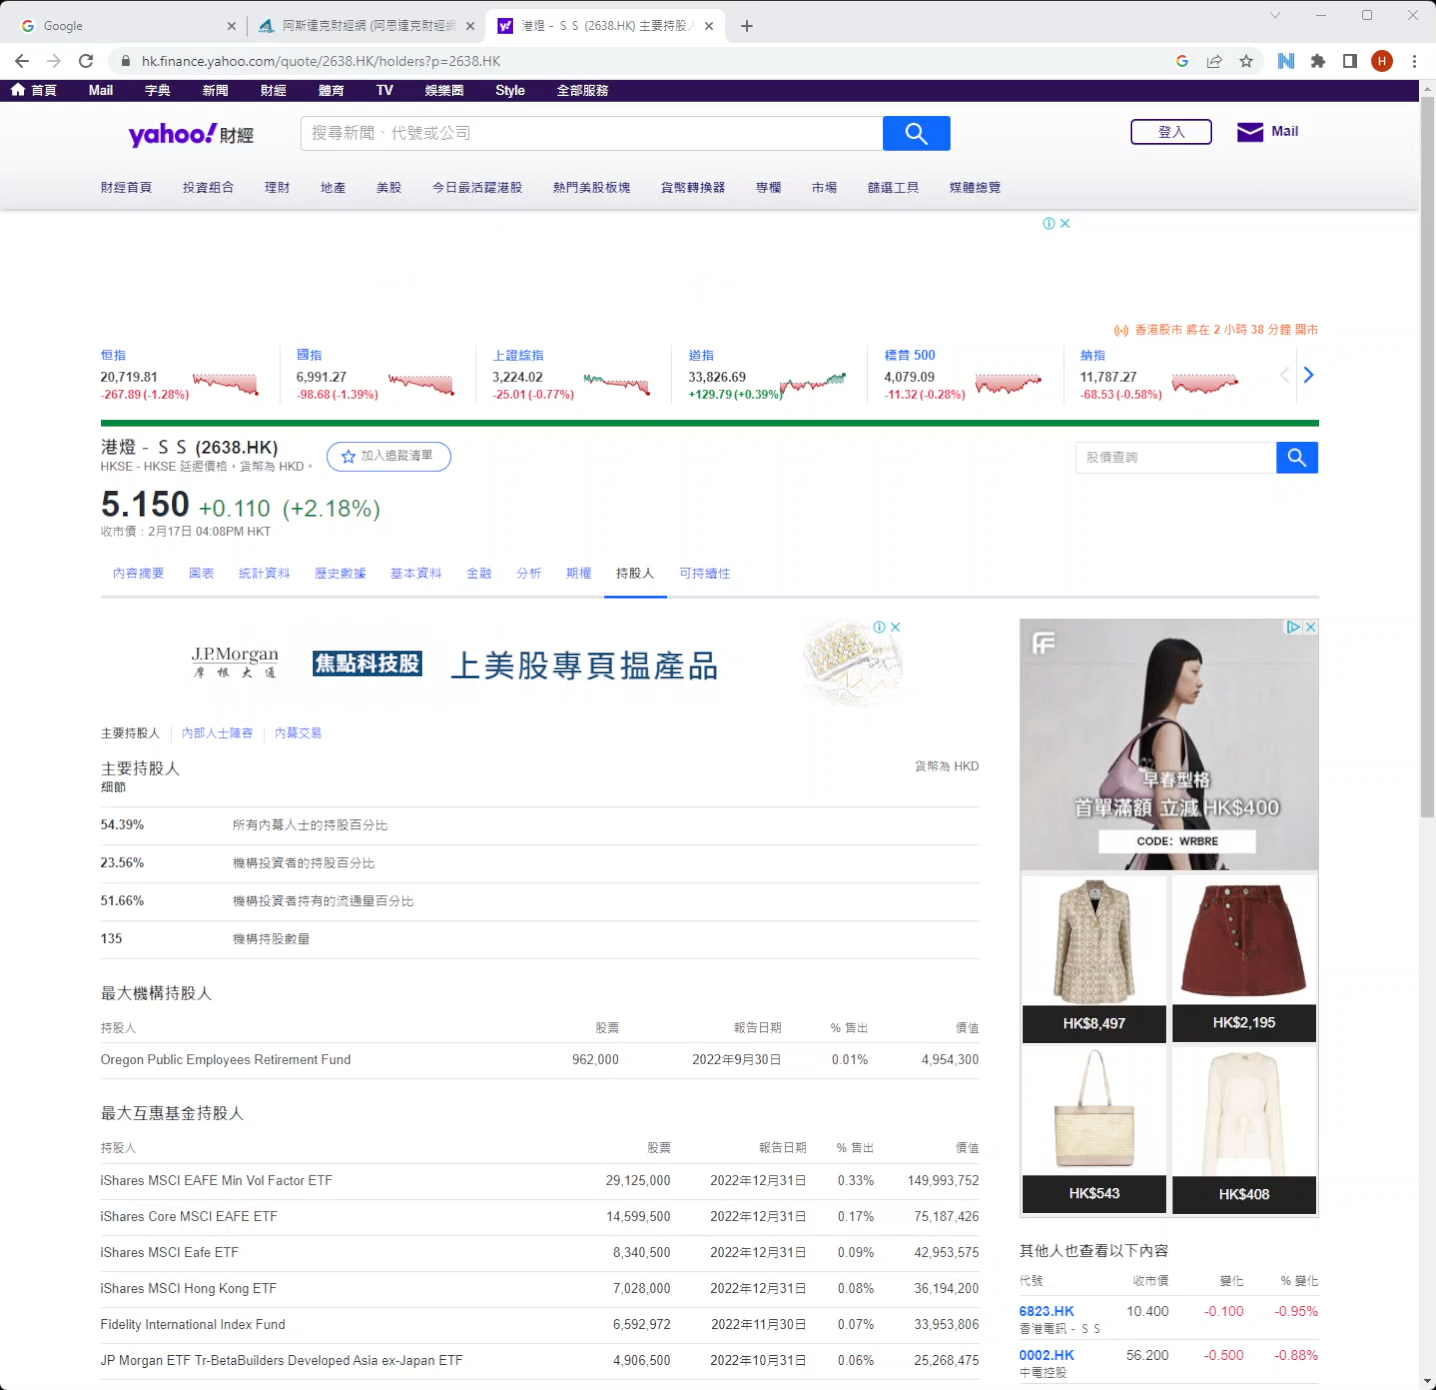 Google
阿斯達克財經網 (阿思達克財經網
港燈 - S S (2638.HK) 主要持股人
hk.finance.yahoo.com/quote/2638.HK/holders?p=2638.HK
H
首頁 Mail 字典 新聞 財經 體育 TV 娛樂圈 Style 全部服務
yahoo!財經
搜尋新聞、代號或公司
登入
Mail
財經首頁 投資組合 理財 地產 美股 今日最活躍港股 熱門美股板塊 貨幣轉換器 專欄 市場 篩選工具 媒體總覽
香港股市 將在 2 小時 38 分鐘 開市
恒指 國指 上證綜指 道指 標普 500 納指
20,719.81 6,991.27 3,224.02 33,826.69 4,079.09 11,787.27
-267.89 (-1.28%) -98.68 (-1.39%) -25.01 (-0.77%) +129.79 (+0.39%) -11.32 (-0.28%) -68.53 (-0.58%)
港燈 - S S (2638.HK)
HKSE - HKSE 延遲價格。貨幣為 HKD。
加入追蹤清單
股價查詢
5.150 +0.110 (+2.18%)
收市價：2月17日 04:08PM HKT
內容摘要 圖表 統計資料 歷史數據 基本資料 金融 分析 期權 持股人 可持續性
J.P.Morgan
摩根大通
焦點科技股
上美股專頁搵產品
主要持股人 內部人士陣容 內幕交易
主要持股人
貨幣為 HKD
細節
54.39% 所有內幕人士的持股百分比
23.56% 機構投資者的持股百分比
51.66% 機構投資者持有的流通量百分比
135 機構持股數量
最大機構持股人
持股人 股票 報告日期 % 售出 價值
Oregon Public Employees Retirement Fund 962,000 2022年9月30日 0.01% 4,954,300
最大互惠基金持股人
持股人 股票 報告日期 % 售出 價值
iShares MSCI EAFE Min Vol Factor ETF 29,125,000 2022年12月31日 0.33% 149,993,752
iShares Core MSCI EAFE ETF 14,599,500 2022年12月31日 0.17% 75,187,426
iShares MSCI Eafe ETF 8,340,500 2022年12月31日 0.09% 42,953,575
iShares MSCI Hong Kong ETF 7,028,000 2022年12月31日 0.08% 36,194,200
Fidelity International Index Fund 6,592,972 2022年11月30日 0.07% 33,953,806
JP Morgan ETF Tr-BetaBuilders Developed Asia ex-Japan ETF 4,906,500 2022年10月31日 0.06% 25,268,475
早春型格
首單滿額 立減 HK$400
CODE: WRBRE
HK$8,497 HK$2,195
HK$543 HK$408
其他人也查看以下內容
代號 收市價 變化 % 變化
6823.HK 10.400 -0.100 -0.95%
香港電訊 - S S
0002.HK 56.200 -0.500 -0.88%
中電控股